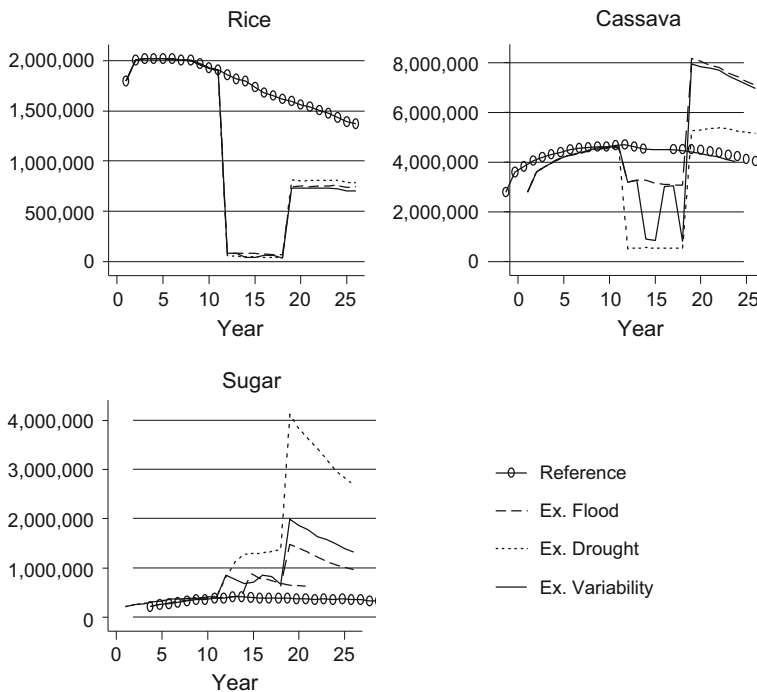 Rice
2,000,000
1,500,000
1,000,000
500,000
0
0 5 10 15 20 25
Year
Cassava
8,000,000
6,000,000
4,000,000
2,000,000
0
0 5 10 15 20 25
Year
Sugar
4,000,000
3,000,000
2,000,000
1,000,000
0
0 5 10 15 20 25
Year
Reference
Ex. Flood
Ex. Drought
Ex. Variability